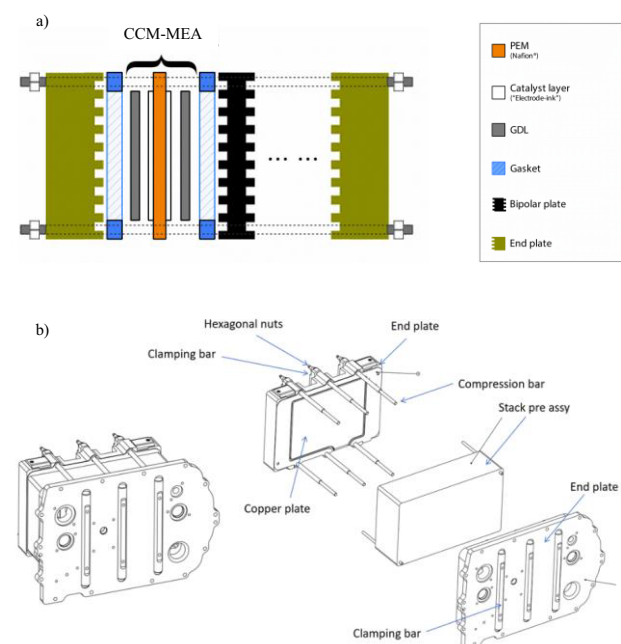 a)
CCM-MEA
PEM
(Nafion®)
Catalyst layer
("Electrode-ink")
GDL
Gasket
Bipolar plate
End plate
... ...
b)
Hexagonal nuts
End plate
Clamping bar
Compression bar
Stack pre assy
End plate
Copper plate
Clamping bar